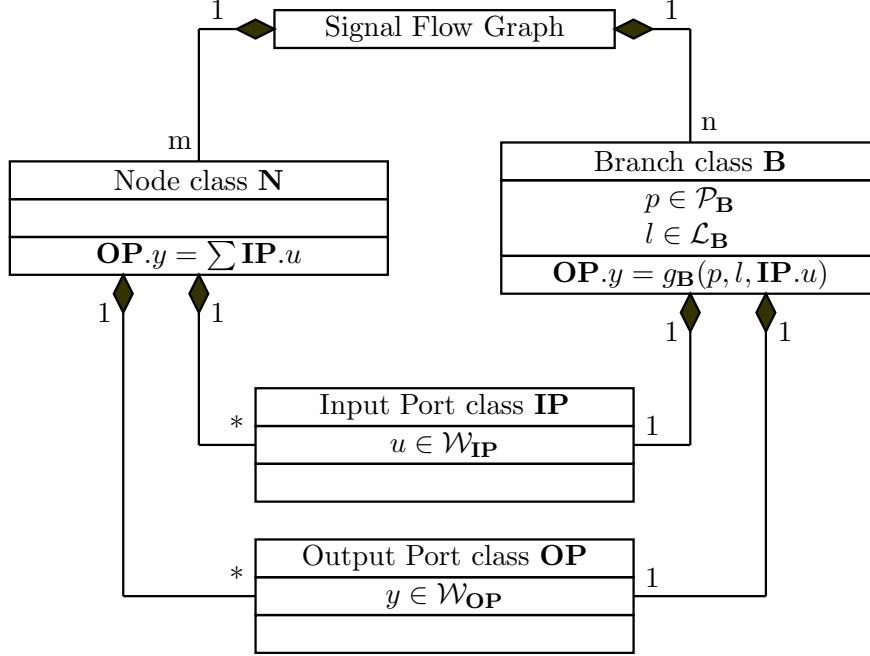 1
Signal Flow Graph
1
m
n
Node class N
OP.y = ∑ IP.u
Branch class B
p ∈ 𝒫_B
l ∈ ℒ_B
OP.y = g_B(p, l, IP.u)
1
1
1
1
*
Input Port class IP
u ∈ 𝒲_IP
1
*
Output Port class OP
y ∈ 𝒲_OP
1